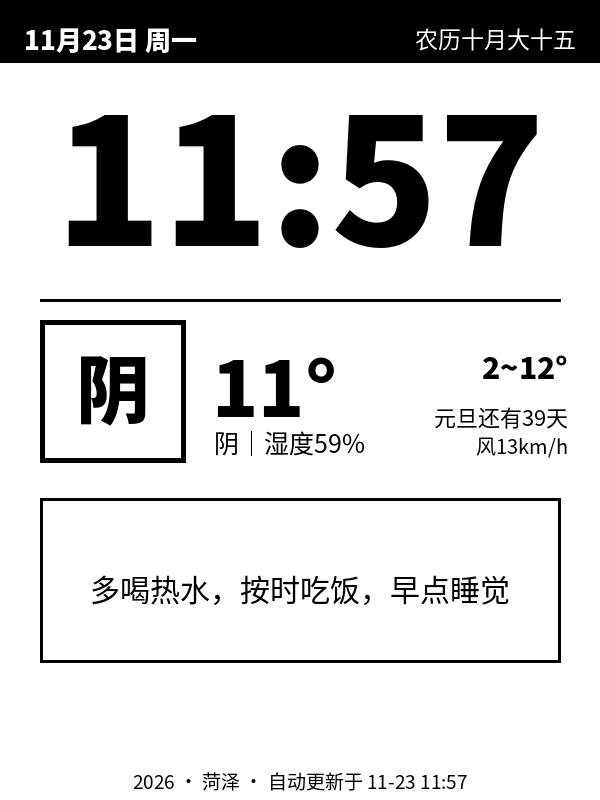 11月23日 周一
农历十月大十五
11:57
阴
11°
阴｜湿度59%
2~12°
元旦还有39天
风13km/h
多喝热水，按时吃饭，早点睡觉
2026 · 菏泽 · 自动更新于 11-23 11:57